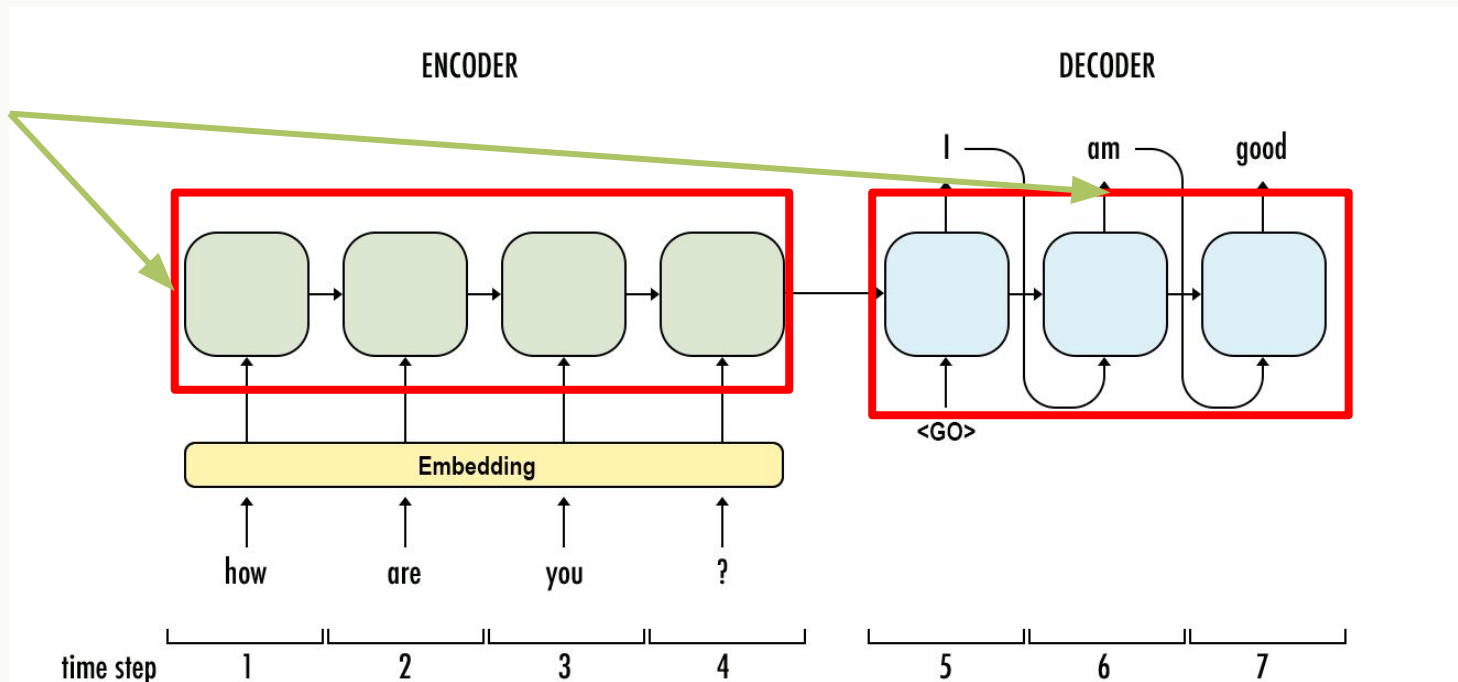 ENCODER DECODER
I am good
<GO>
Embedding
how are you ?
time step 1 2 3 4 5 6 7